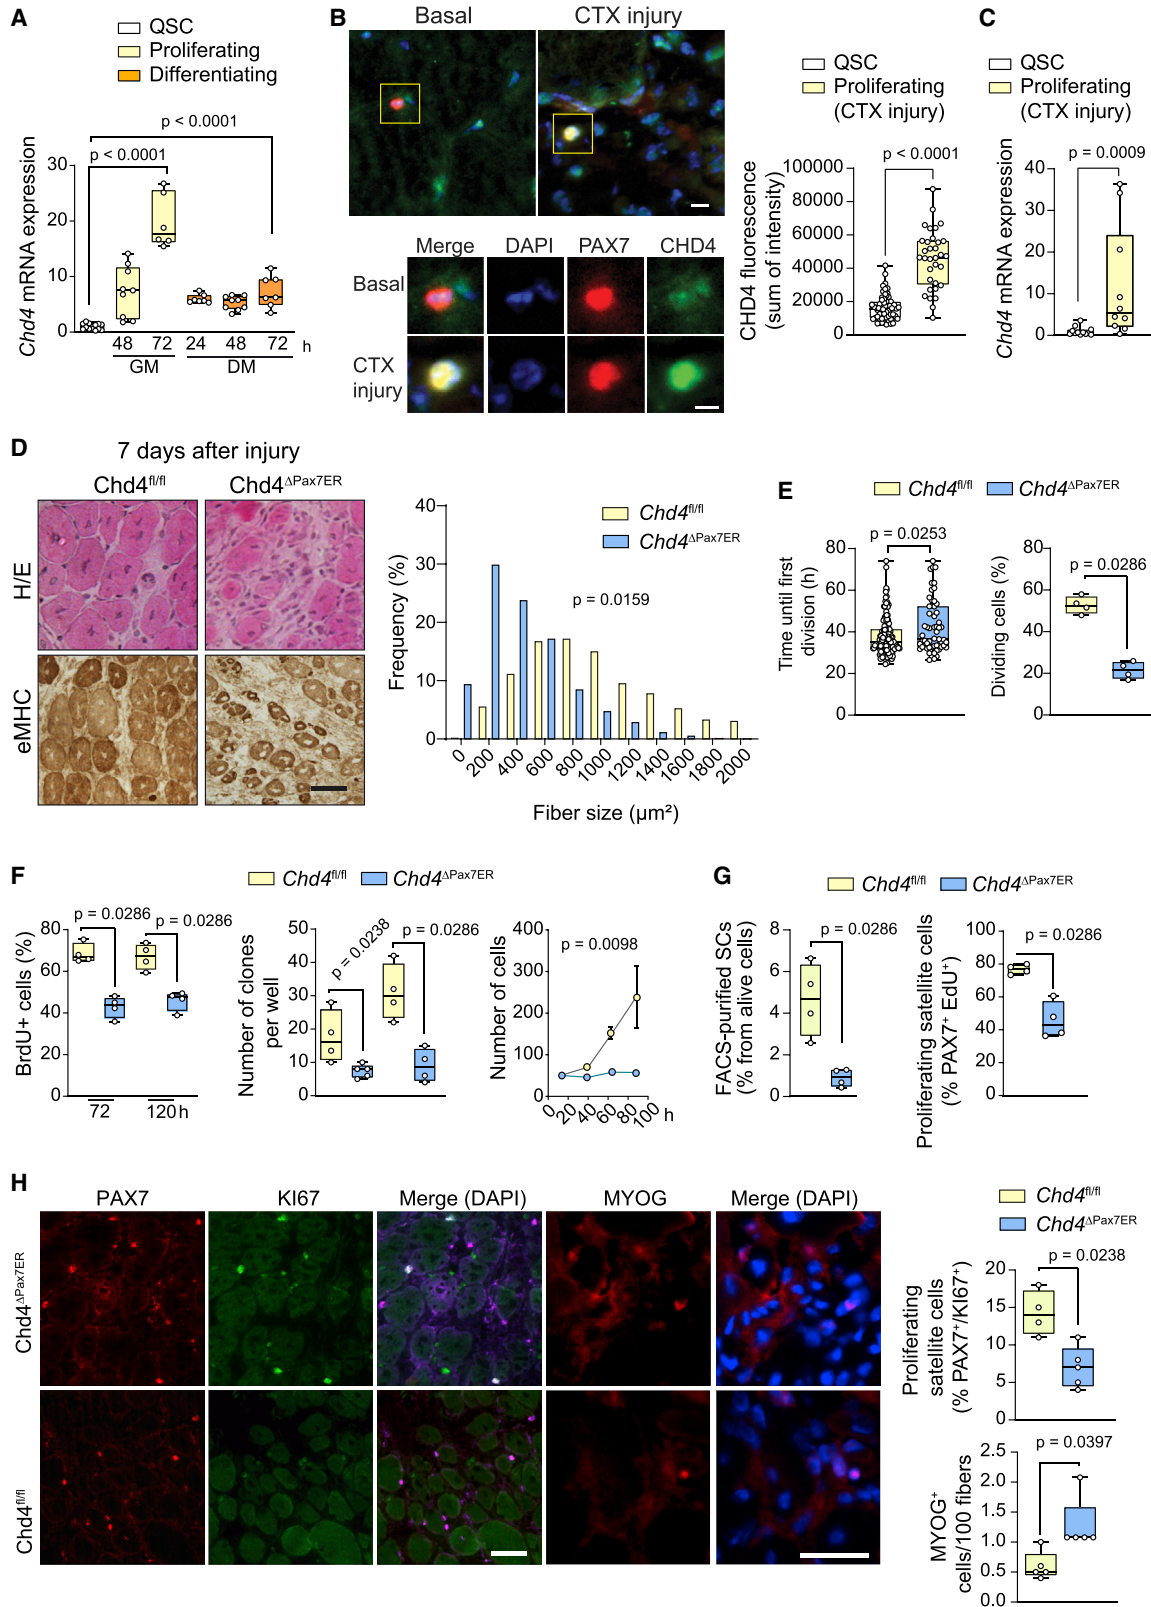 A
QSC
Proliferating
Differentiating
p < 0.0001
p < 0.0001
Chd4 mRNA expression
30
20
10
0
48 72 24 48 72 h
GM DM
B
Basal CTX injury
Merge DAPI PAX7 CHD4
Basal
CTX
injury
QSC
Proliferating
(CTX injury)
p < 0.0001
CHD4 fluorescence
(sum of intensity)
100000
80000
60000
40000
20000
0
C
QSC
Proliferating
(CTX injury)
p = 0.0009
Chd4 mRNA expression
40
30
20
10
0
D
7 days after injury
Chd4fl/fl Chd4ΔPax7ER
H/E
eMHC
Chd4fl/fl
Chd4ΔPax7ER
p = 0.0159
Frequency (%)
40
30
20
10
0
0 200 400 600 800 1000 1200 1400 1600 1800 2000
Fiber size (µm²)
E
Chd4fl/fl Chd4ΔPax7ER
p = 0.0253
Time until first
division (h)
80
60
40
20
0
p = 0.0286
Dividing cells (%)
80
60
40
20
0
F
Chd4fl/fl Chd4ΔPax7ER
p = 0.0286 p = 0.0286
BrdU+ cells (%)
80
60
40
20
0
72 120 h
p = 0.0238 p = 0.0286
Number of clones
per well
50
40
30
20
10
0
p = 0.0098
Number of cells
400
300
200
100
0
0 20 40 60 80 100 h
G
Chd4fl/fl Chd4ΔPax7ER
p = 0.0286
FACS-purified SCs
(% from alive cells)
8
6
4
2
0
p = 0.0286
Proliferating satellite cells
(% PAX7+ EdU+)
100
80
60
40
20
0
H
PAX7 KI67 Merge (DAPI) MYOG Merge (DAPI)
Chd4ΔPax7ER
Chd4fl/fl
Chd4fl/fl
Chd4ΔPax7ER
p = 0.0238
Proliferating
satellite cells
(% PAX7+/KI67+)
20
15
10
5
0
p = 0.0397
MYOG+
cells/100 fibers
2.5
2.0
1.5
1.0
0.5
0.0